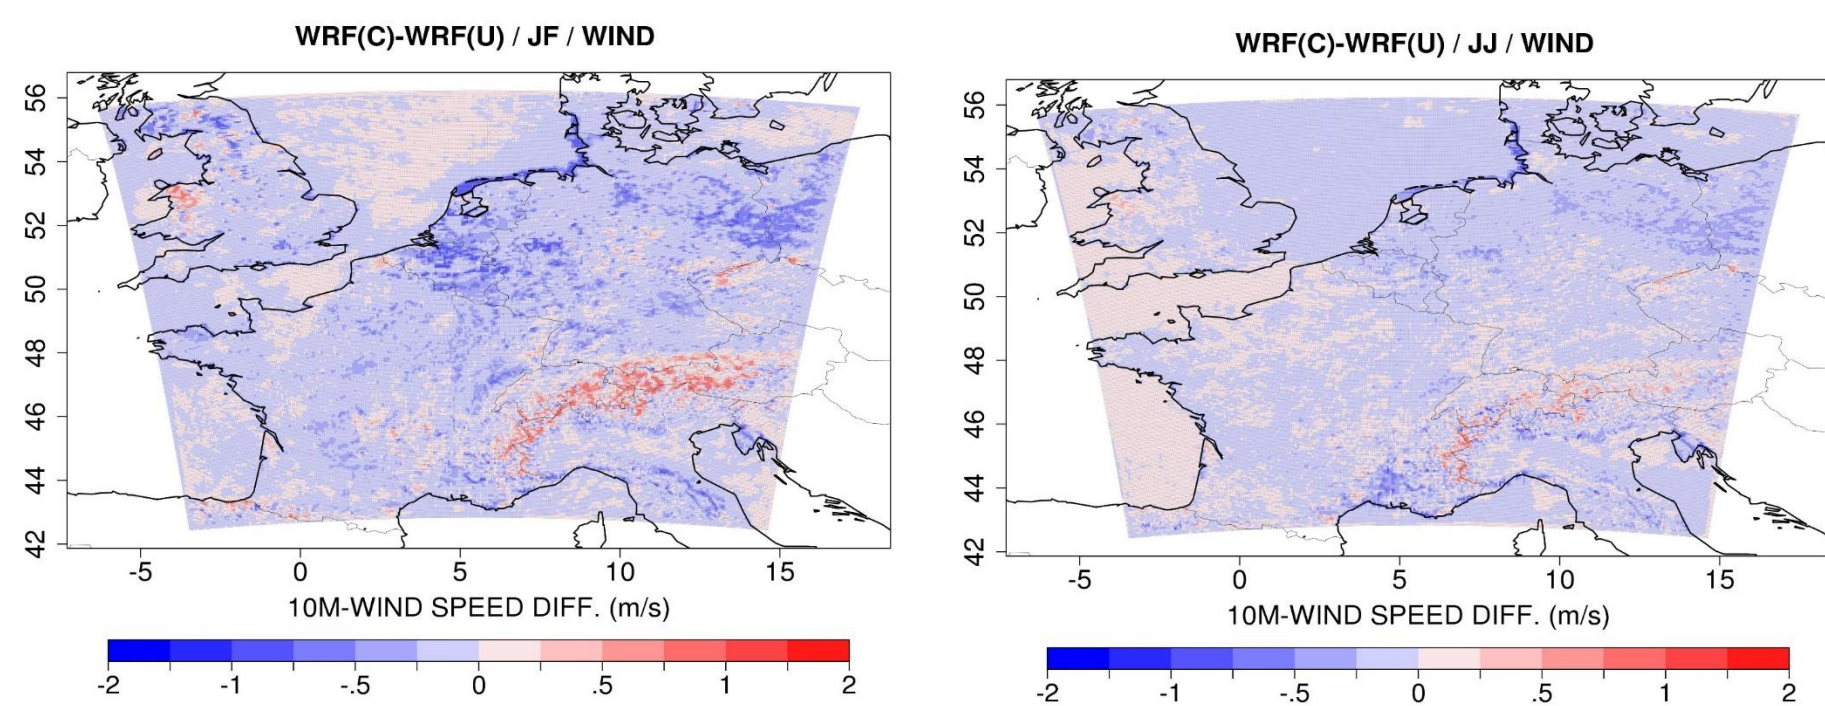 WRF(C)-WRF(U) / JF / WIND
56
54
52
50
48
46
44
42
-5 0 5 10 15
10M-WIND SPEED DIFF. (m/s)
-2 -1 -.5 0 .5 1 2
WRF(C)-WRF(U) / JJ / WIND
56
54
52
50
48
46
44
42
-5 0 5 10 15
10M-WIND SPEED DIFF. (m/s)
-2 -1 -.5 0 .5 1 2